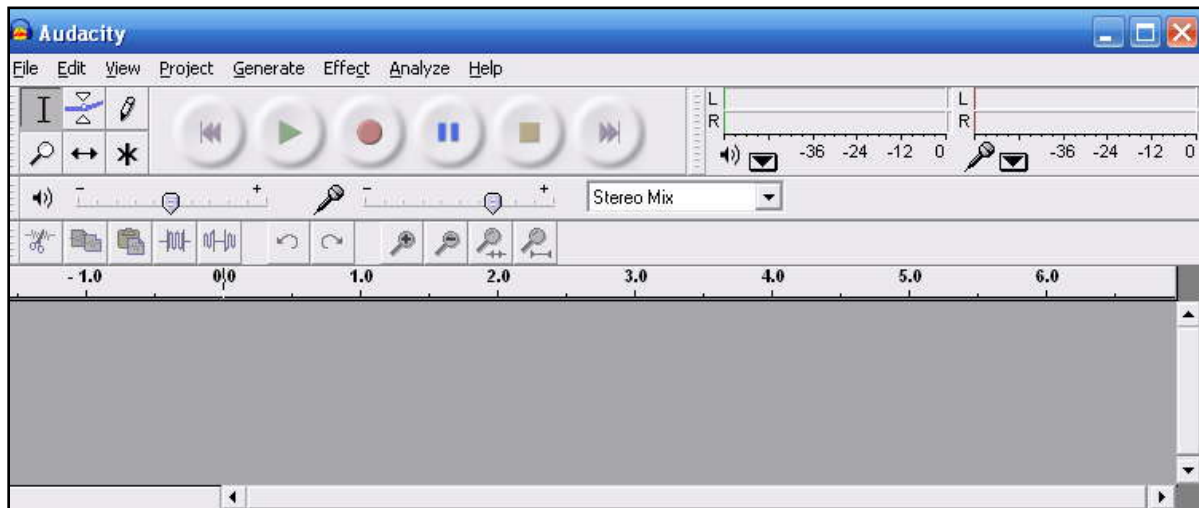 Audacity
File Edit View Project Generate Effect Analyze Help
L L
R R
-36 -24 -12 0 -36 -24 -12 0
- + - + Stereo Mix
- 1.0 0.0 1.0 2.0 3.0 4.0 5.0 6.0